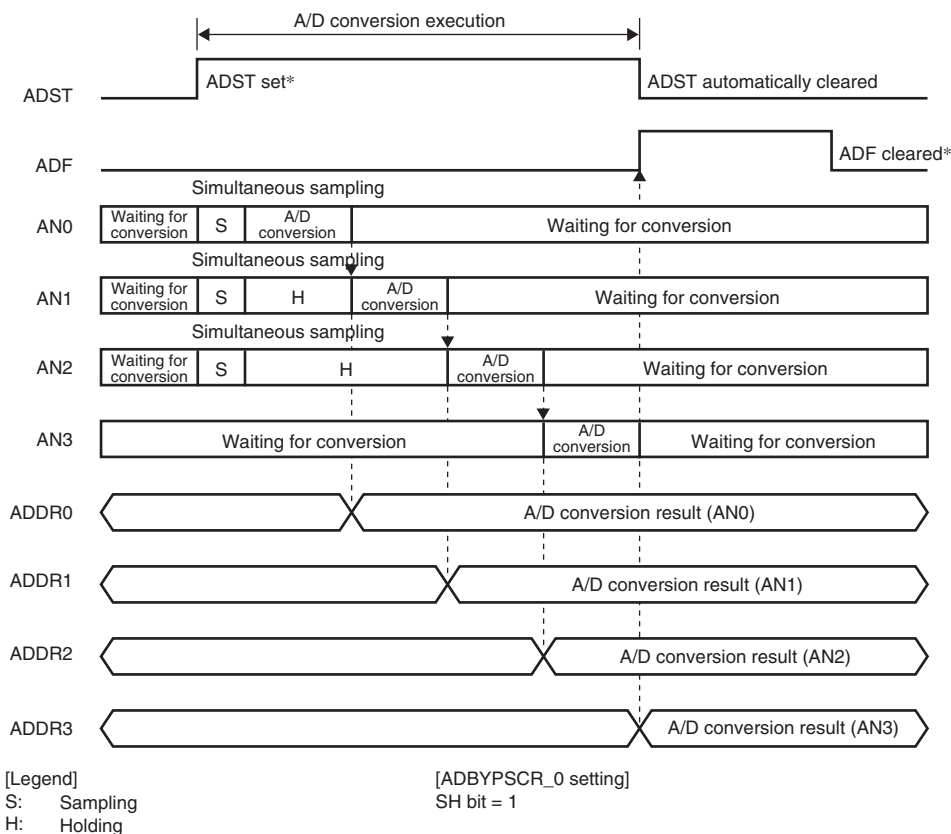 A/D conversion execution
ADST
ADST set*
ADST automatically cleared
ADF
ADF cleared*
Simultaneous sampling
AN0
Waiting for
conversion
S
A/D
conversion
Waiting for conversion
Simultaneous sampling
AN1
Waiting for
conversion
S
H
A/D
conversion
Waiting for conversion
Simultaneous sampling
AN2
Waiting for
conversion
S
H
A/D
conversion
Waiting for conversion
AN3
Waiting for conversion
A/D
conversion
Waiting for conversion
ADDR0
A/D conversion result (AN0)
ADDR1
A/D conversion result (AN1)
ADDR2
A/D conversion result (AN2)
ADDR3
A/D conversion result (AN3)
[Legend]
S: Sampling
H: Holding
[ADBYPSCR_0 setting]
SH bit = 1